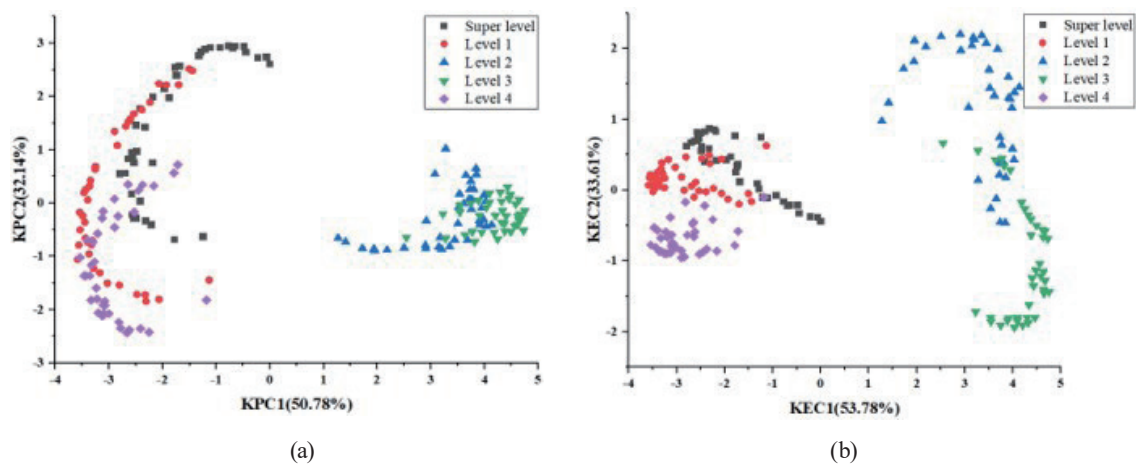 Super level
Level 1
Level 2
Level 3
Level 4
3
2
1
0
-1
-2
-3
KPC2(32.14%)
-4 -3 -2 -1 0 1 2 3 4 5
KPC1(50.78%)
(a)
Super level
Level 1
Level 2
Level 3
Level 4
2
1
0
-1
-2
KEC2(33.61%)
-4 -3 -2 -1 0 1 2 3 4 5
KEC1(53.78%)
(b)